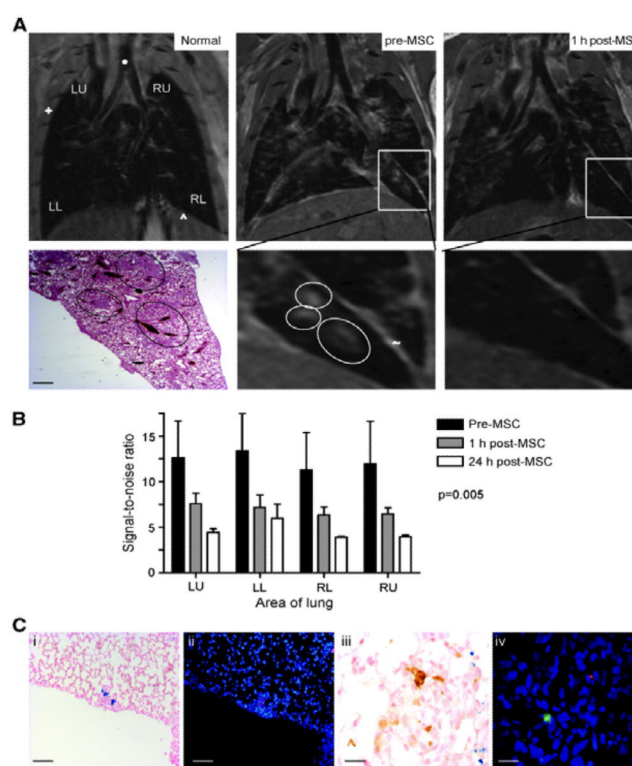 A
Normal
pre-MSC
1 h post-MS
*
LU
RU
+
LL
RL
^
~
B
Signal-to-noise ratio
15
10
5
0
LU
LL
RL
RU
Area of lung
Pre-MSC
1 h post-MSC
24 h post-MSC
p=0.005
C
i
ii
iii
iv